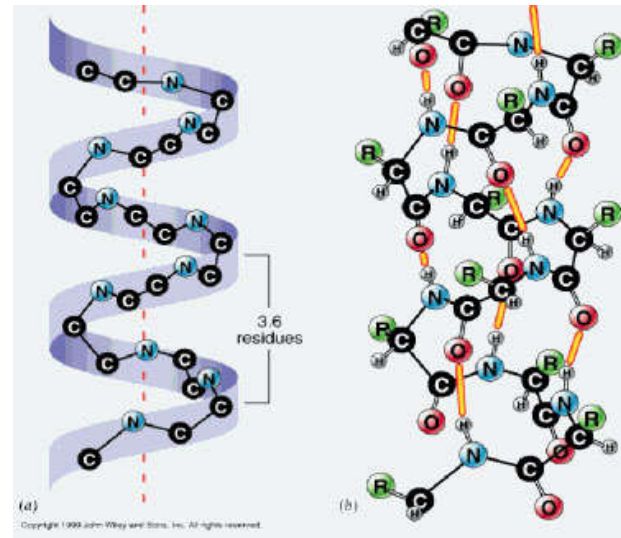 C C N C
N C C C N
C C N C C N C
C N C C N
3.6
residues
C N C C
C C N C C
N C
C
(a)
C R N R
H O C C H
O H N
H R C C
N C C H O
R H O H
C N C R N R
H C H C
O H N C H
H R C O
N C C H O
R C O H
H C N R H
C C H N
O H C R
N C C H
R C O
H C O
(b)
Copyright 1999 John Wiley and Sons, Inc. All rights reserved.